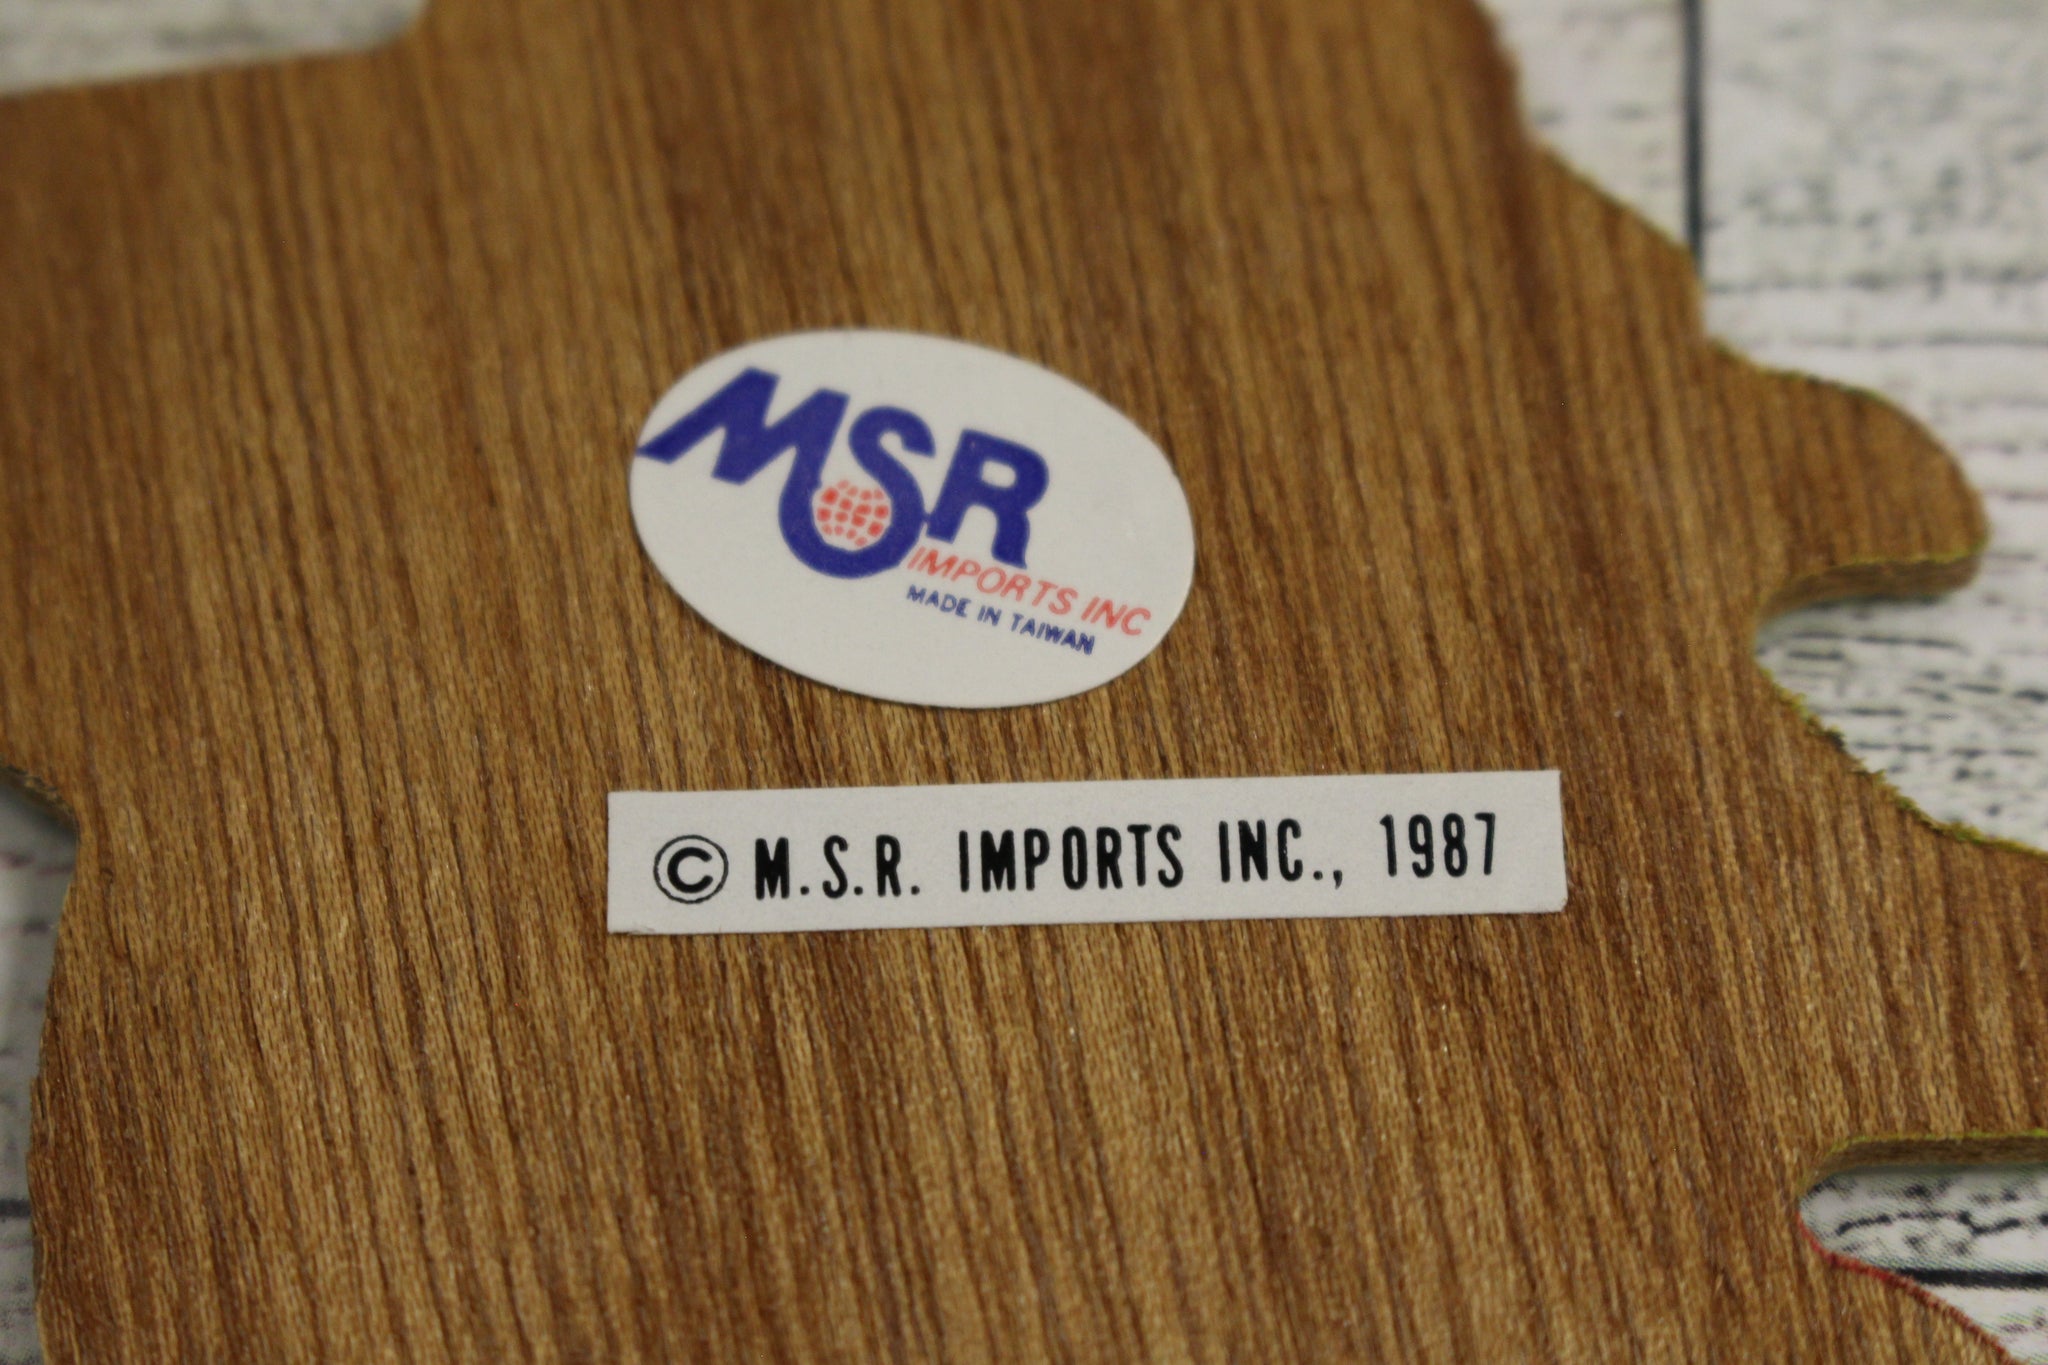 MSR
IMPORTS INC
MADE IN TAIWAN
© M.S.R. IMPORTS INC., 1987